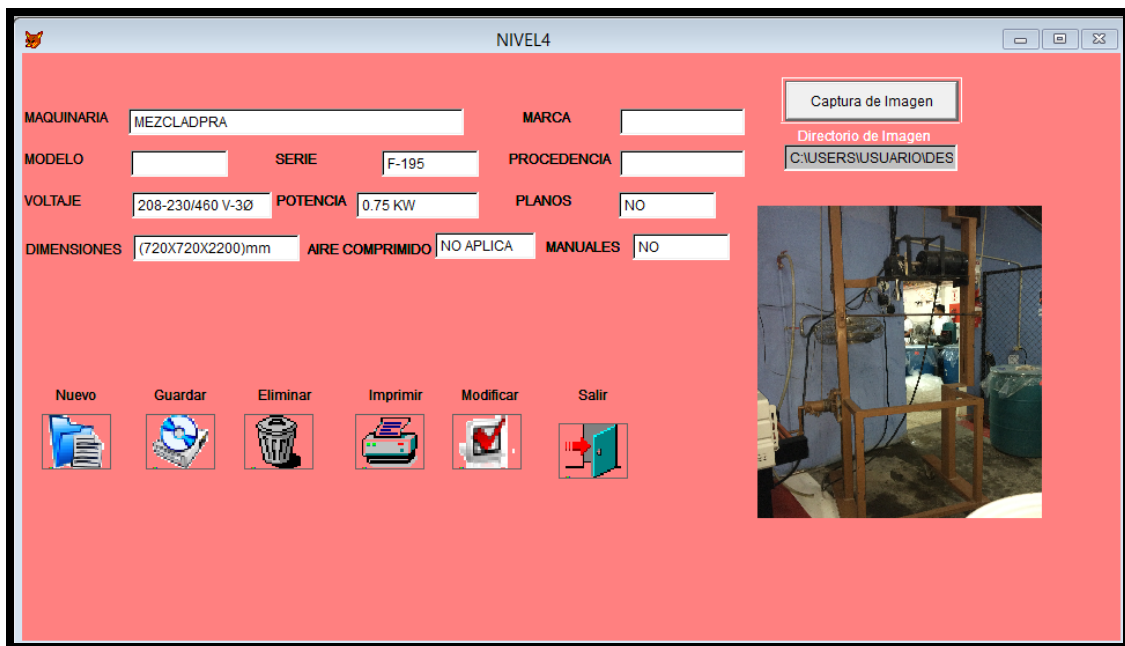 NIVEL4
Captura de Imagen
MAQUINARIA MEZCLADPRA MARCA
Directorio de Imagen
MODELO SERIE F-195 PROCEDENCIA C:\USERS\USUARIO\DES
VOLTAJE 208-230/460 V-3Ø POTENCIA 0.75 KW PLANOS NO
DIMENSIONES (720X720X2200)mm AIRE COMPRIMIDO NO APLICA MANUALES NO
Nuevo Guardar Eliminar Imprimir Modificar Salir